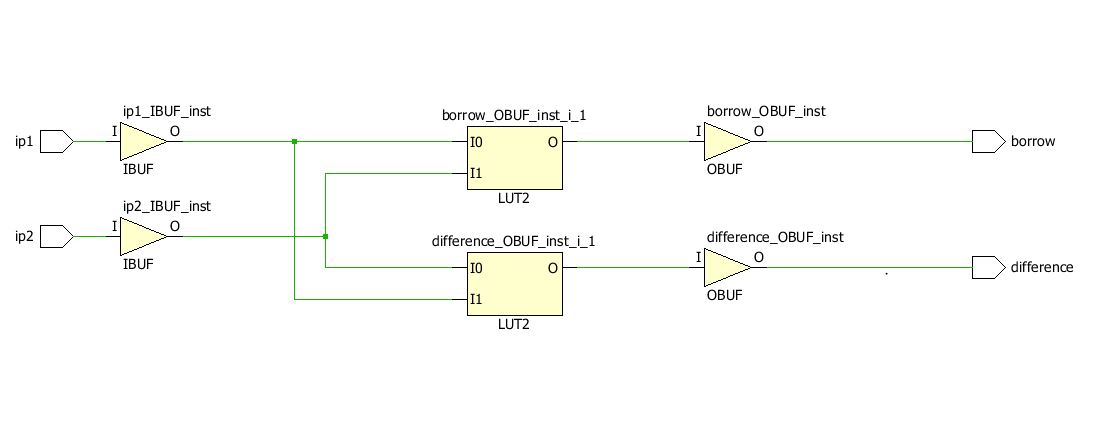 ip1_IBUF_inst
borrow_OBUF_inst_i_1
borrow_OBUF_inst
ip1
I
O
I0
O
I
O
borrow
IBUF
I1
OBUF
LUT2
ip2_IBUF_inst
ip2
I
O
difference_OBUF_inst_i_1
difference_OBUF_inst
IBUF
I0
O
I
O
difference
I1
OBUF
LUT2